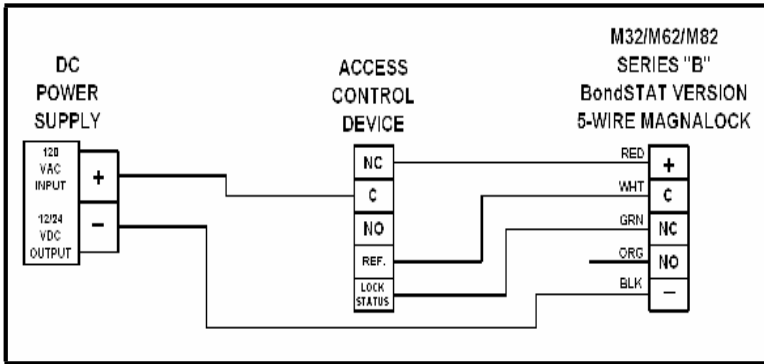 DC
POWER
SUPPLY
120
VAC
INPUT
12/24
VDC
OUTPUT
+
−
ACCESS
CONTROL
DEVICE
NC
C
NO
REF.
LOCK
STATUS
M32/M62/M82
SERIES "B"
BondSTAT VERSION
5-WIRE MAGNALOCK
RED
+
WHT
C
GRN
NC
ORG
NO
BLK
−